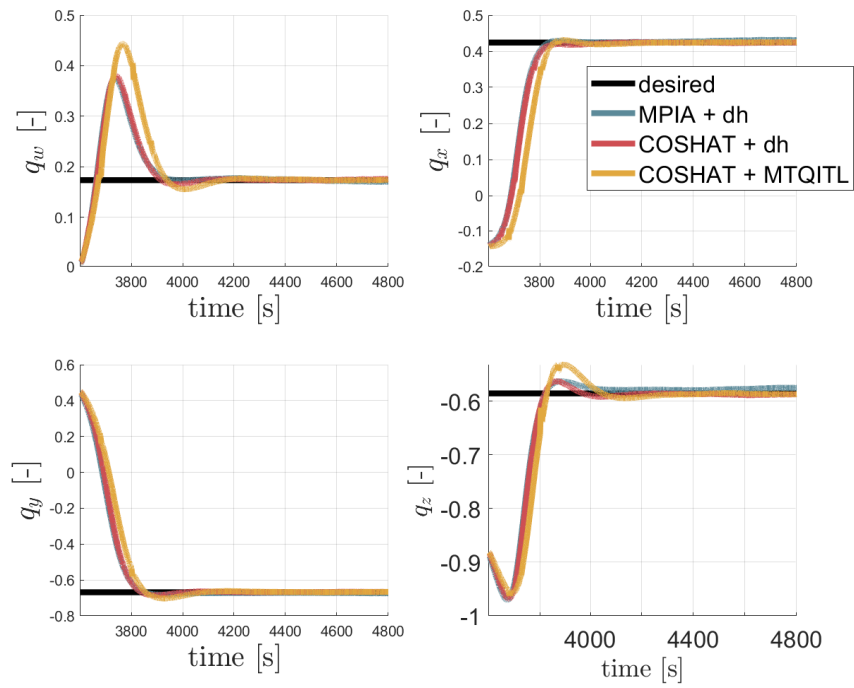 0.5
0.4
0.3
0.2
0.1
0
q_w [-]
3800 4000 4200 4400 4600 4800
time [s]
0.5
0.4
0.3
0.2
0.1
0
-0.1
-0.2
q_x [-]
3800 4000 4200 4400 4600 4800
time [s]
desired
MPIA + dh
COSHAT + dh
COSHAT + MTQITL
0.6
0.4
0.2
0
-0.2
-0.4
-0.6
-0.8
q_y [-]
3800 4000 4200 4400 4600 4800
time [s]
-0.6
-0.7
-0.8
-0.9
-1
q_z [-]
4000 4400 4800
time [s]